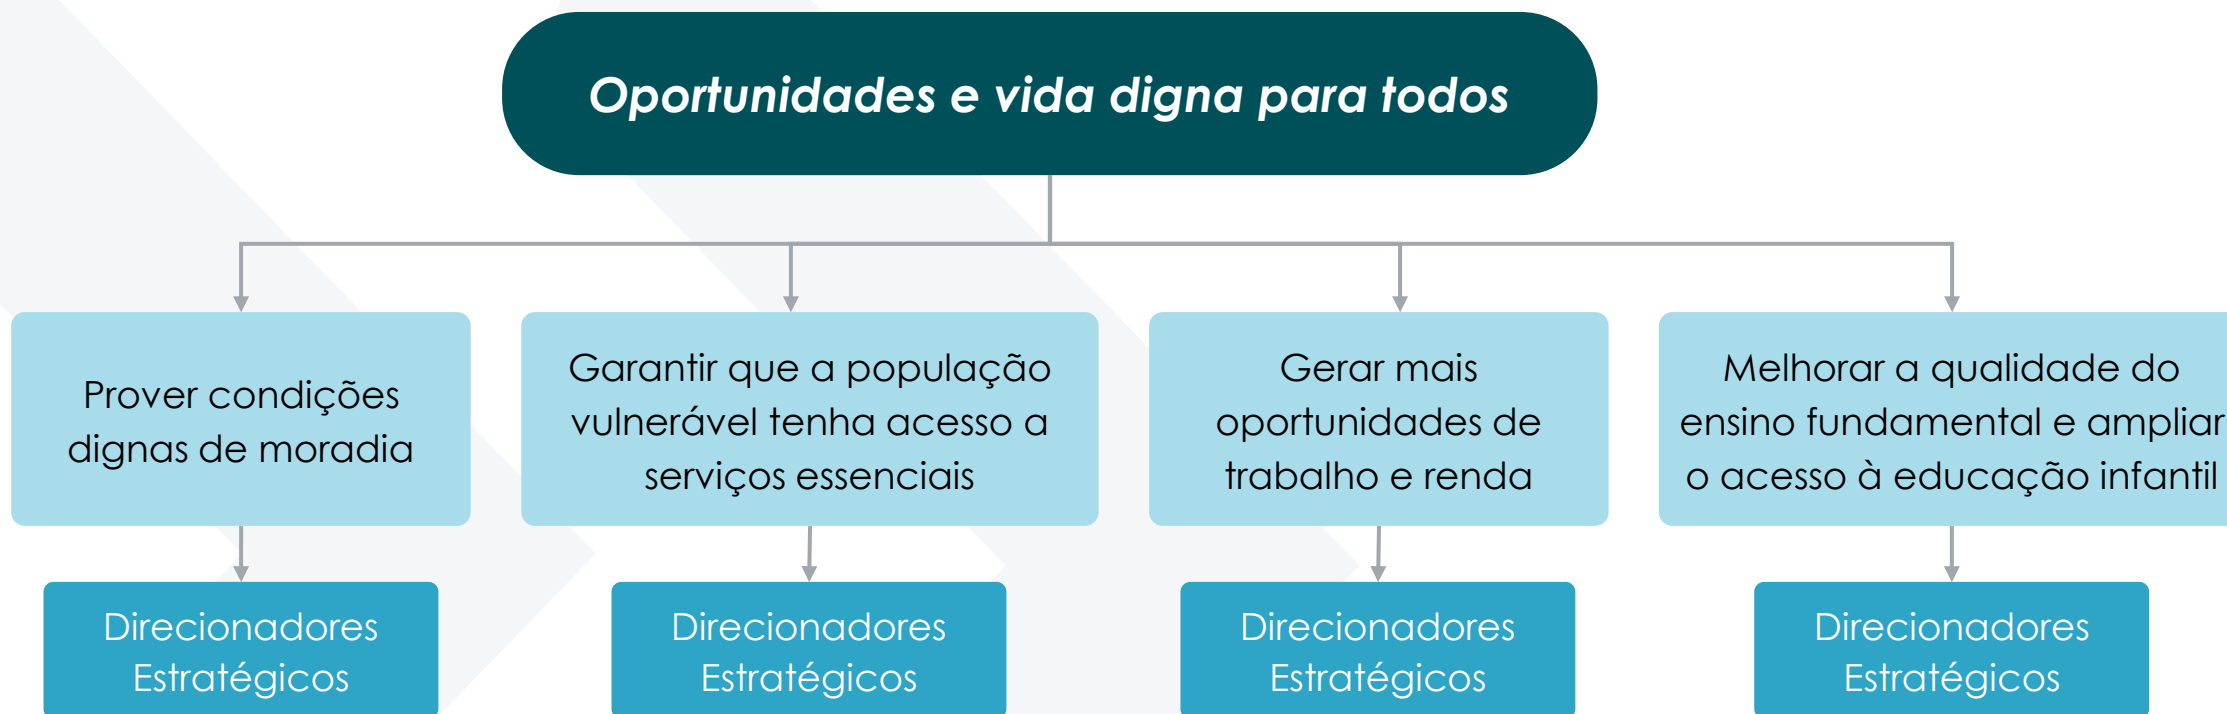 Oportunidades e vida digna para todos
Prover condições
dignas de moradia
Garantir que a população
vulnerável tenha acesso a
serviços essenciais
Gerar mais
oportunidades de
trabalho e renda
Melhorar a qualidade do
ensino fundamental e ampliar
o acesso à educação infantil
Direcionadores
Estratégicos
Direcionadores
Estratégicos
Direcionadores
Estratégicos
Direcionadores
Estratégicos